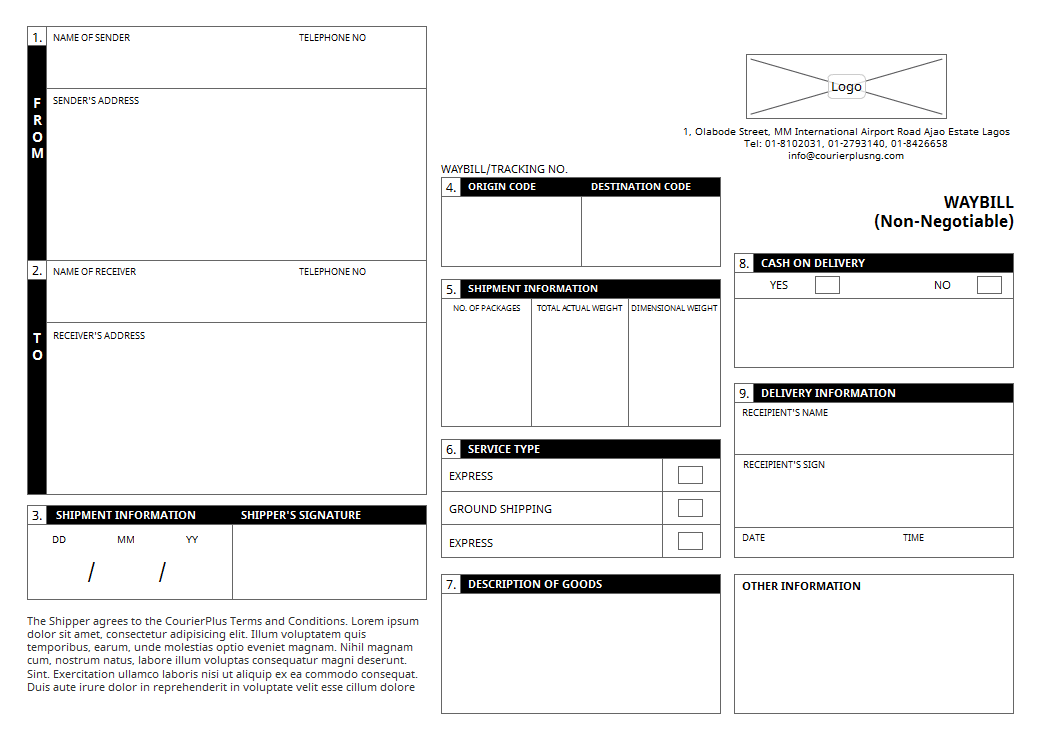 1.
NAME OF SENDER TELEPHONE NO
FROM
SENDER'S ADDRESS
2.
NAME OF RECEIVER TELEPHONE NO
TO
RECEIVER'S ADDRESS
3. SHIPMENT INFORMATION SHIPPER'S SIGNATURE
DD MM YY
/ /
The Shipper agrees to the CourierPlus Terms and Conditions. Lorem ipsum
dolor sit amet, consectetur adipisicing elit. Illum voluptatem quis
temporibus, earum, unde molestias optio eveniet magnam. Nihil magnam
cum, nostrum natus, labore illum voluptas consequatur magni deserunt.
Sint. Exercitation ullamco laboris nisi ut aliquip ex ea commodo consequat.
Duis aute irure dolor in reprehenderit in voluptate velit esse cillum dolore
WAYBILL/TRACKING NO.
4. ORIGIN CODE DESTINATION CODE
5. SHIPMENT INFORMATION
NO. OF PACKAGES TOTAL ACTUAL WEIGHT DIMENSIONAL WEIGHT
6. SERVICE TYPE
EXPRESS
GROUND SHIPPING
EXPRESS
7. DESCRIPTION OF GOODS
Logo
1, Olabode Street, MM International Airport Road Ajao Estate Lagos
Tel: 01-8102031, 01-2793140, 01-8426658
info@courierplusng.com
WAYBILL
(Non-Negotiable)
8. CASH ON DELIVERY
YES NO
9. DELIVERY INFORMATION
RECEIPIENT'S NAME
RECEIPIENT'S SIGN
DATE TIME
OTHER INFORMATION